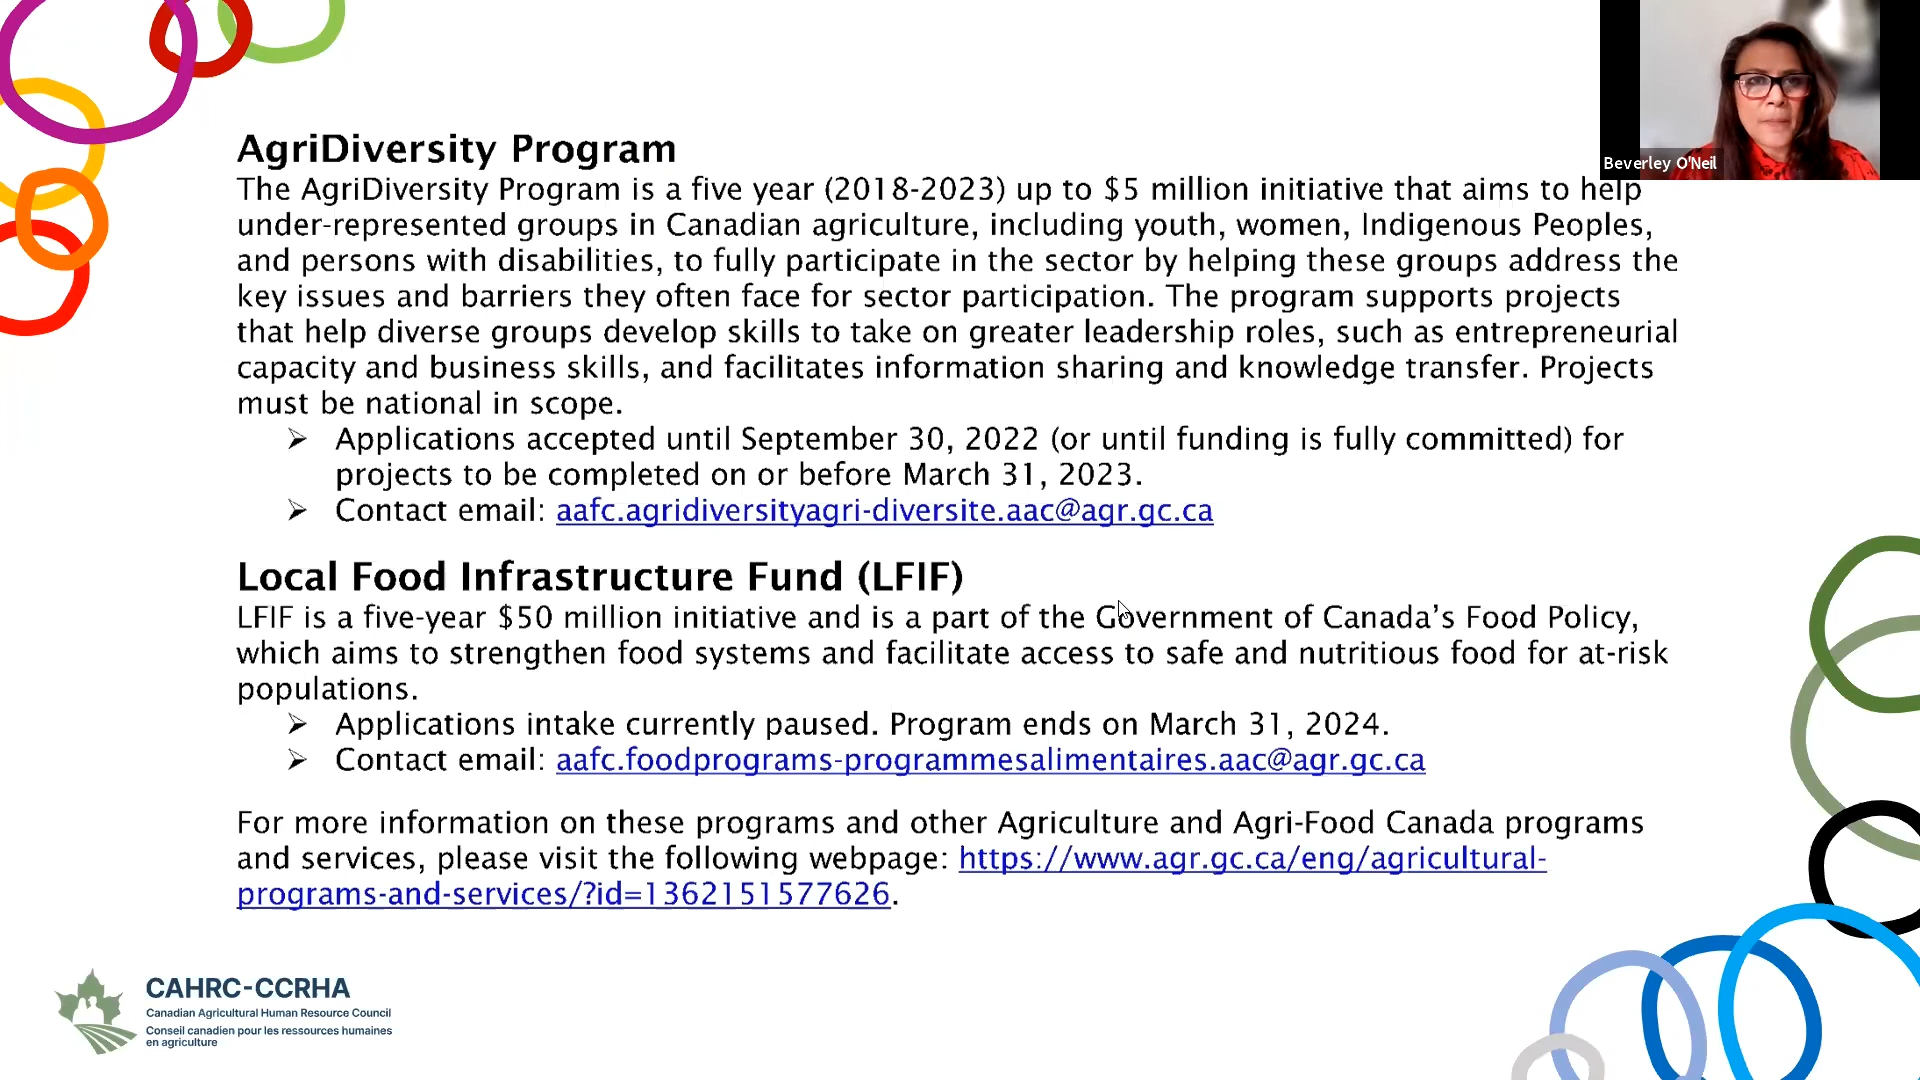 AgriDiversity Program
The AgriDiversity Program is a five year (2018-2023) up to $5 million initiative that aims to help
under-represented groups in Canadian agriculture, including youth, women, Indigenous Peoples,
and persons with disabilities, to fully participate in the sector by helping these groups address the
key issues and barriers they often face for sector participation. The program supports projects
that help diverse groups develop skills to take on greater leadership roles, such as entrepreneurial
capacity and business skills, and facilitates information sharing and knowledge transfer. Projects
must be national in scope.
➢ Applications accepted until September 30, 2022 (or until funding is fully committed) for
projects to be completed on or before March 31, 2023.
➢ Contact email: aafc.agridiversityagri-diversite.aac@agr.gc.ca
Local Food Infrastructure Fund (LFIF)
LFIF is a five-year $50 million initiative and is a part of the Government of Canada’s Food Policy,
which aims to strengthen food systems and facilitate access to safe and nutritious food for at-risk
populations.
➢ Applications intake currently paused. Program ends on March 31, 2024.
➢ Contact email: aafc.foodprograms-programmesalimentaires.aac@agr.gc.ca
For more information on these programs and other Agriculture and Agri-Food Canada programs
and services, please visit the following webpage: https://www.agr.gc.ca/eng/agricultural-
programs-and-services/?id=1362151577626.
Beverley O'Neil
CAHRC-CCRHA
Canadian Agricultural Human Resource Council
Conseil canadien pour les ressources humaines
en agriculture